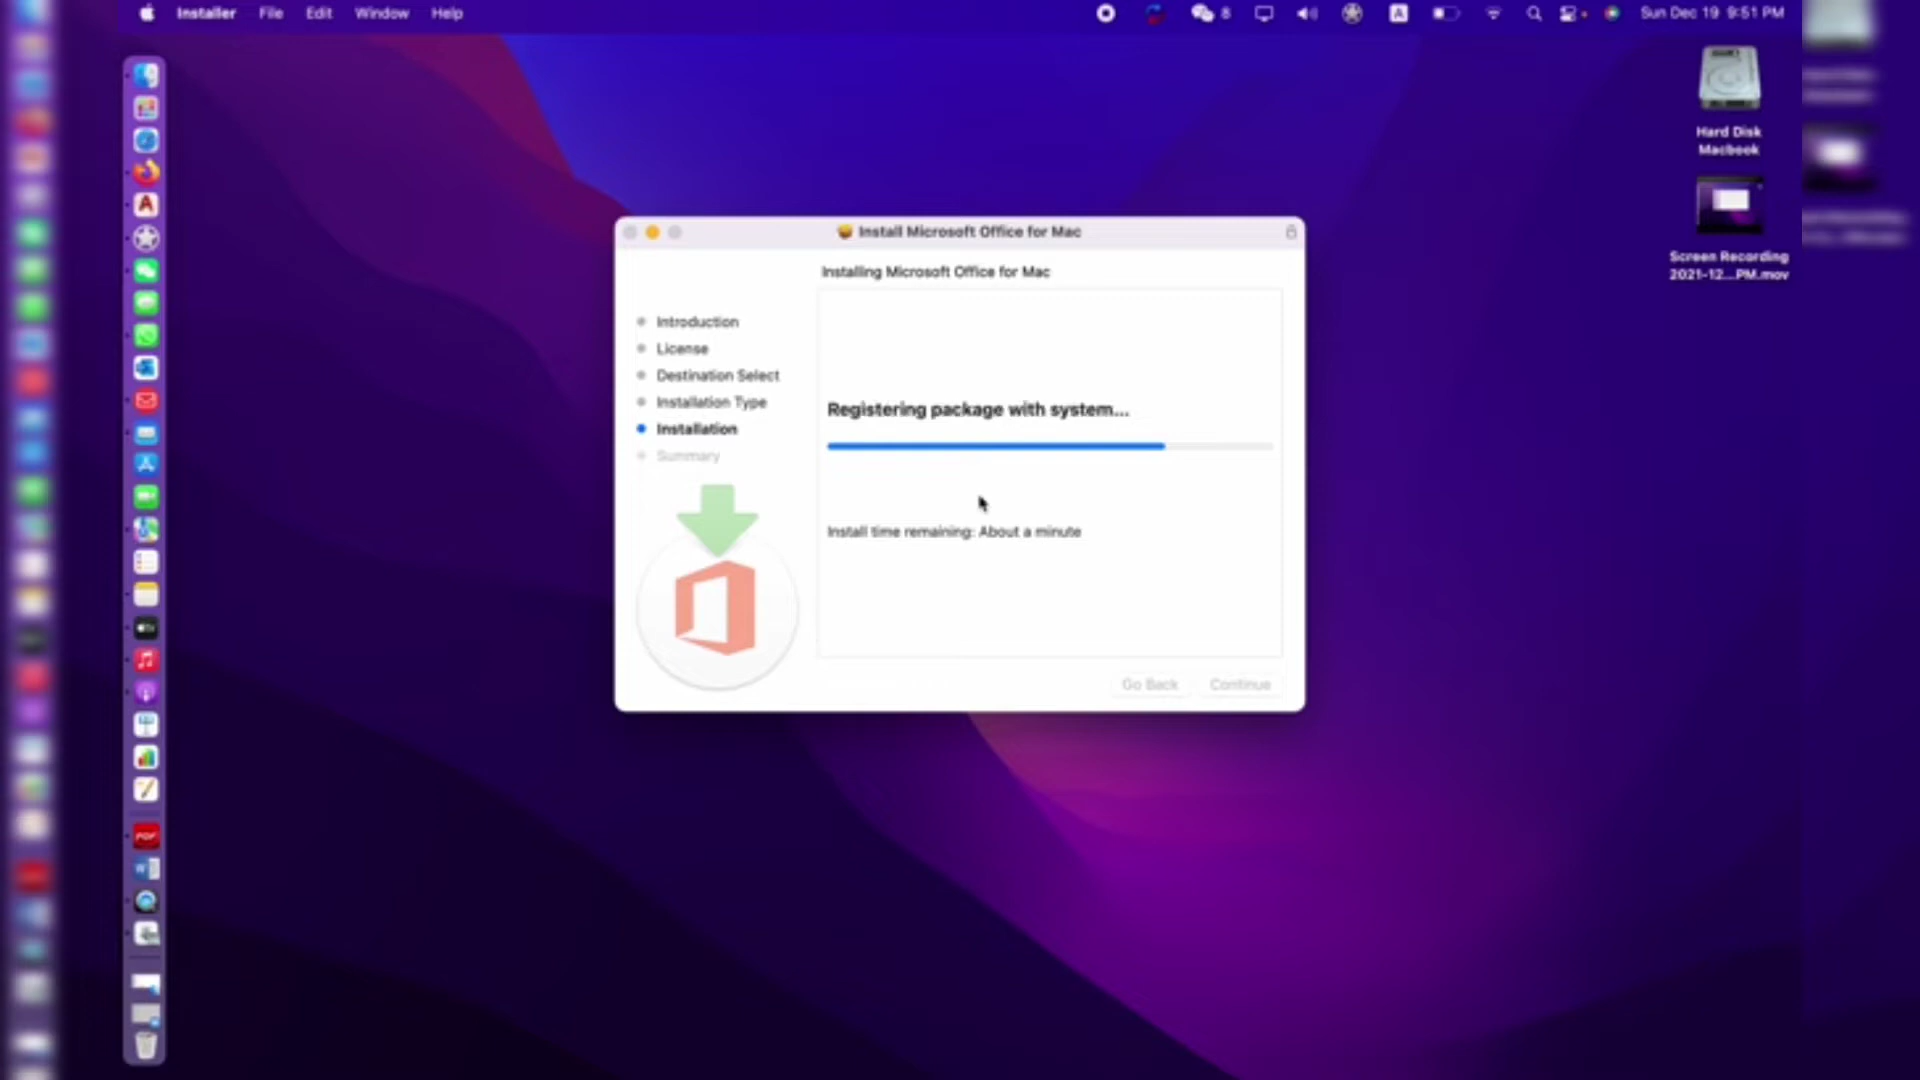 Installer File Edit Window Help
8 A Sun Dec 19 9:51 PM
Hard Disk
Macbook
Screen Recording
2021-12...PM.mov
Install Microsoft Office for Mac
Installing Microsoft Office for Mac
Introduction
License
Destination Select
Installation Type
Installation
Summary
Registering package with system...
Install time remaining: About a minute
Go Back Continue
PDF